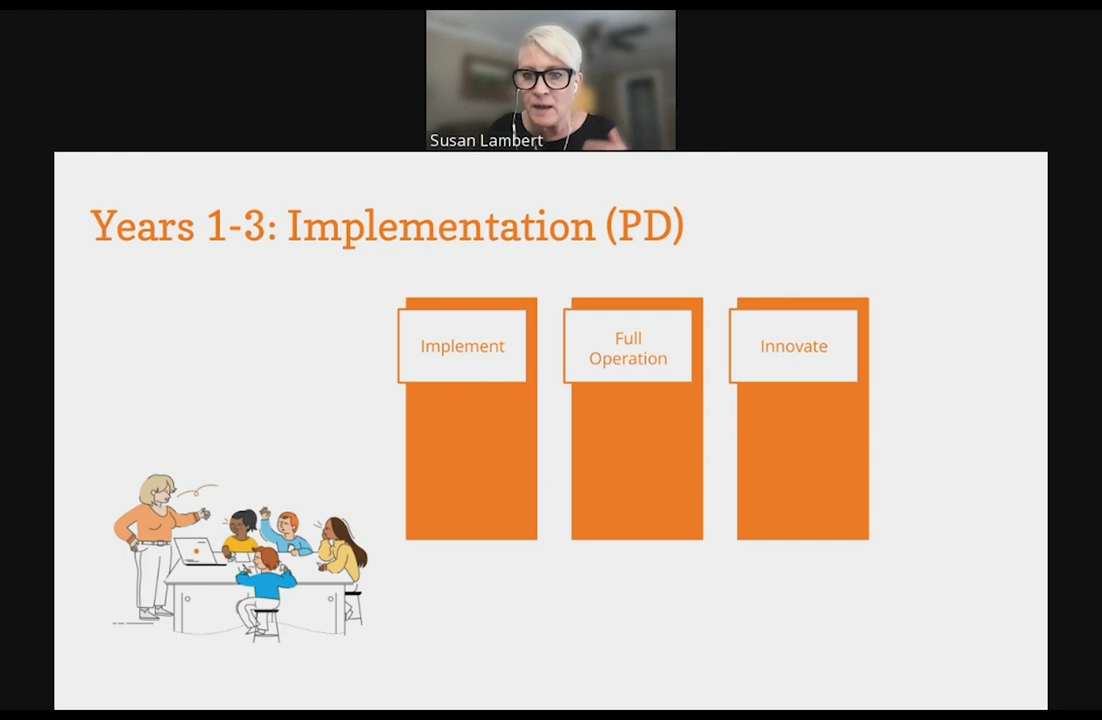 Susan Lambert
Years 1-3: Implementation (PD)
Implement
Full
Operation
Innovate